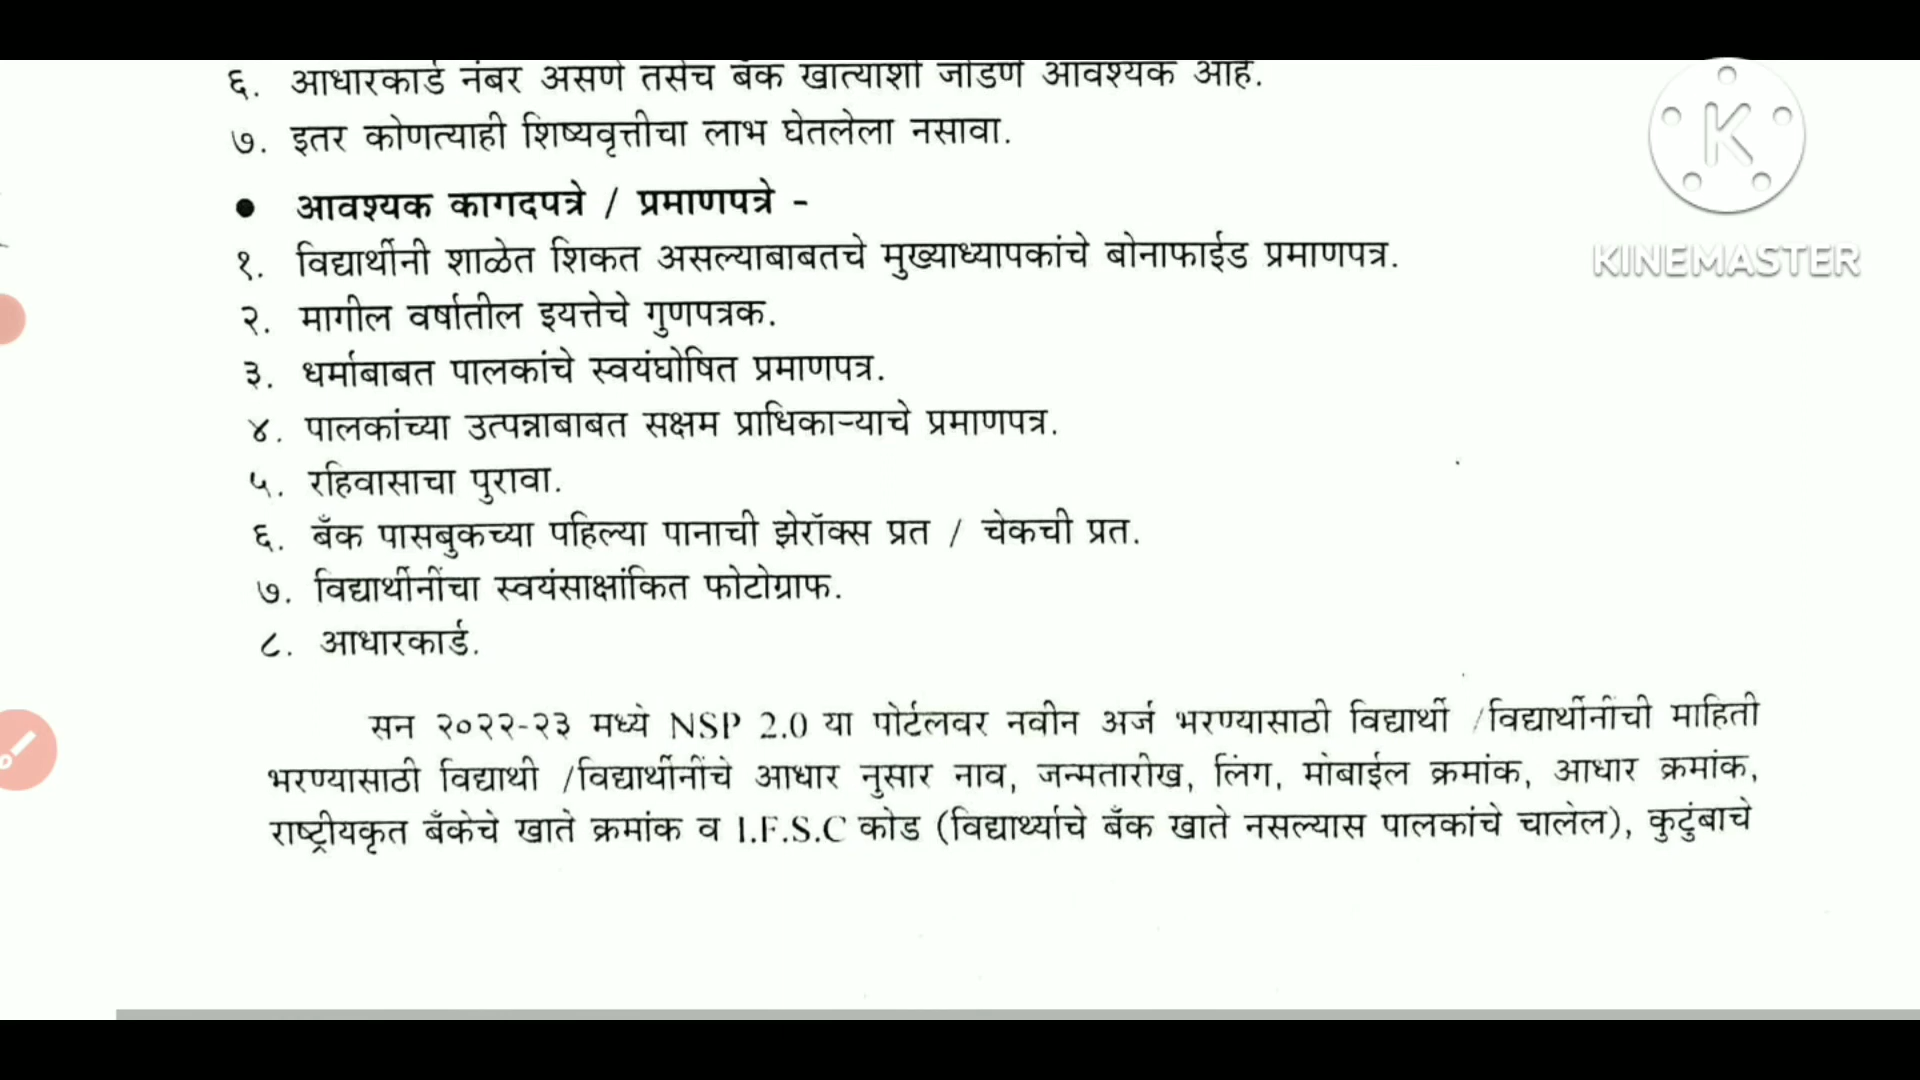 ६. आधारकार्ड नंबर असणे तसेच बँक खात्याशी जोडणे आवश्यक आहे.
७. इतर कोणत्याही शिष्यवृत्तीचा लाभ घेतलेला नसावा.
● आवश्यक कागदपत्रे / प्रमाणपत्रे -
१. विद्यार्थीनी शाळेत शिकत असल्याबाबतचे मुख्याध्यापकांचे बोनाफाईड प्रमाणपत्र.
२. मागील वर्षातील इयत्तेचे गुणपत्रक.
३. धर्माबाबत पालकांचे स्वयंघोषित प्रमाणपत्र.
४. पालकांच्या उत्पन्नाबाबत सक्षम प्राधिकाऱ्याचे प्रमाणपत्र.
५. रहिवासाचा पुरावा.
६. बँक पासबुकच्या पहिल्या पानाची झेरॉक्स प्रत / चेकची प्रत.
७. विद्यार्थीनींचा स्वयंसाक्षांकित फोटोग्राफ.
८. आधारकार्ड.
सन २०२२-२३ मध्ये NSP 2.0 या पोर्टलवर नवीन अर्ज भरण्यासाठी विद्यार्थी /विद्यार्थीनींची माहिती
भरण्यासाठी विद्यार्थी /विद्यार्थीनींचे आधार नुसार नाव, जन्मतारीख, लिंग, मोबाईल क्रमांक, आधार क्रमांक,
राष्ट्रीयकृत बँकेचे खाते क्रमांक व I.F.S.C कोड (विद्यार्थ्याचे बँक खाते नसल्यास पालकांचे चालेल), कुटुंबाचे
K
KINEMASTER